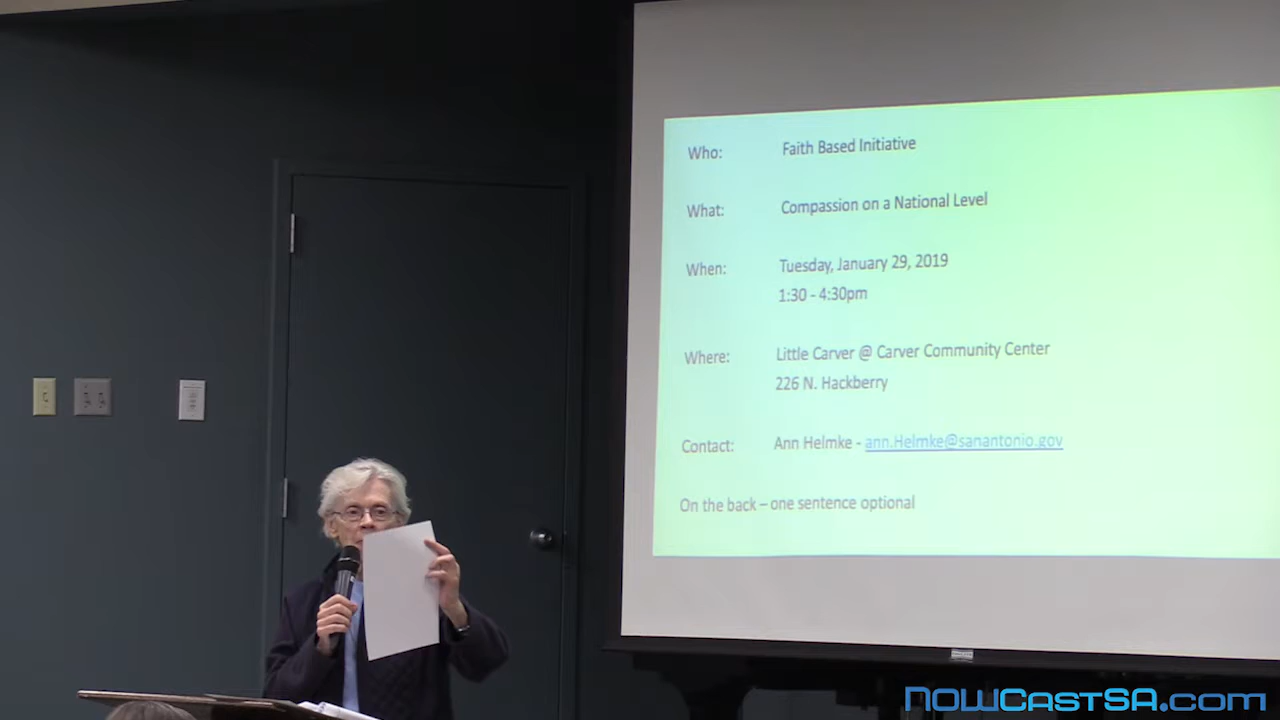 Who: Faith Based Initiative
What: Compassion on a National Level
When: Tuesday, January 29, 2019
1:30 - 4:30pm
Where: Little Carver @ Carver Community Center
226 N. Hackberry
Contact: Ann Helmke - ann.Helmke@sanantonio.gov
On the back – one sentence optional
NOWCASTSA.com